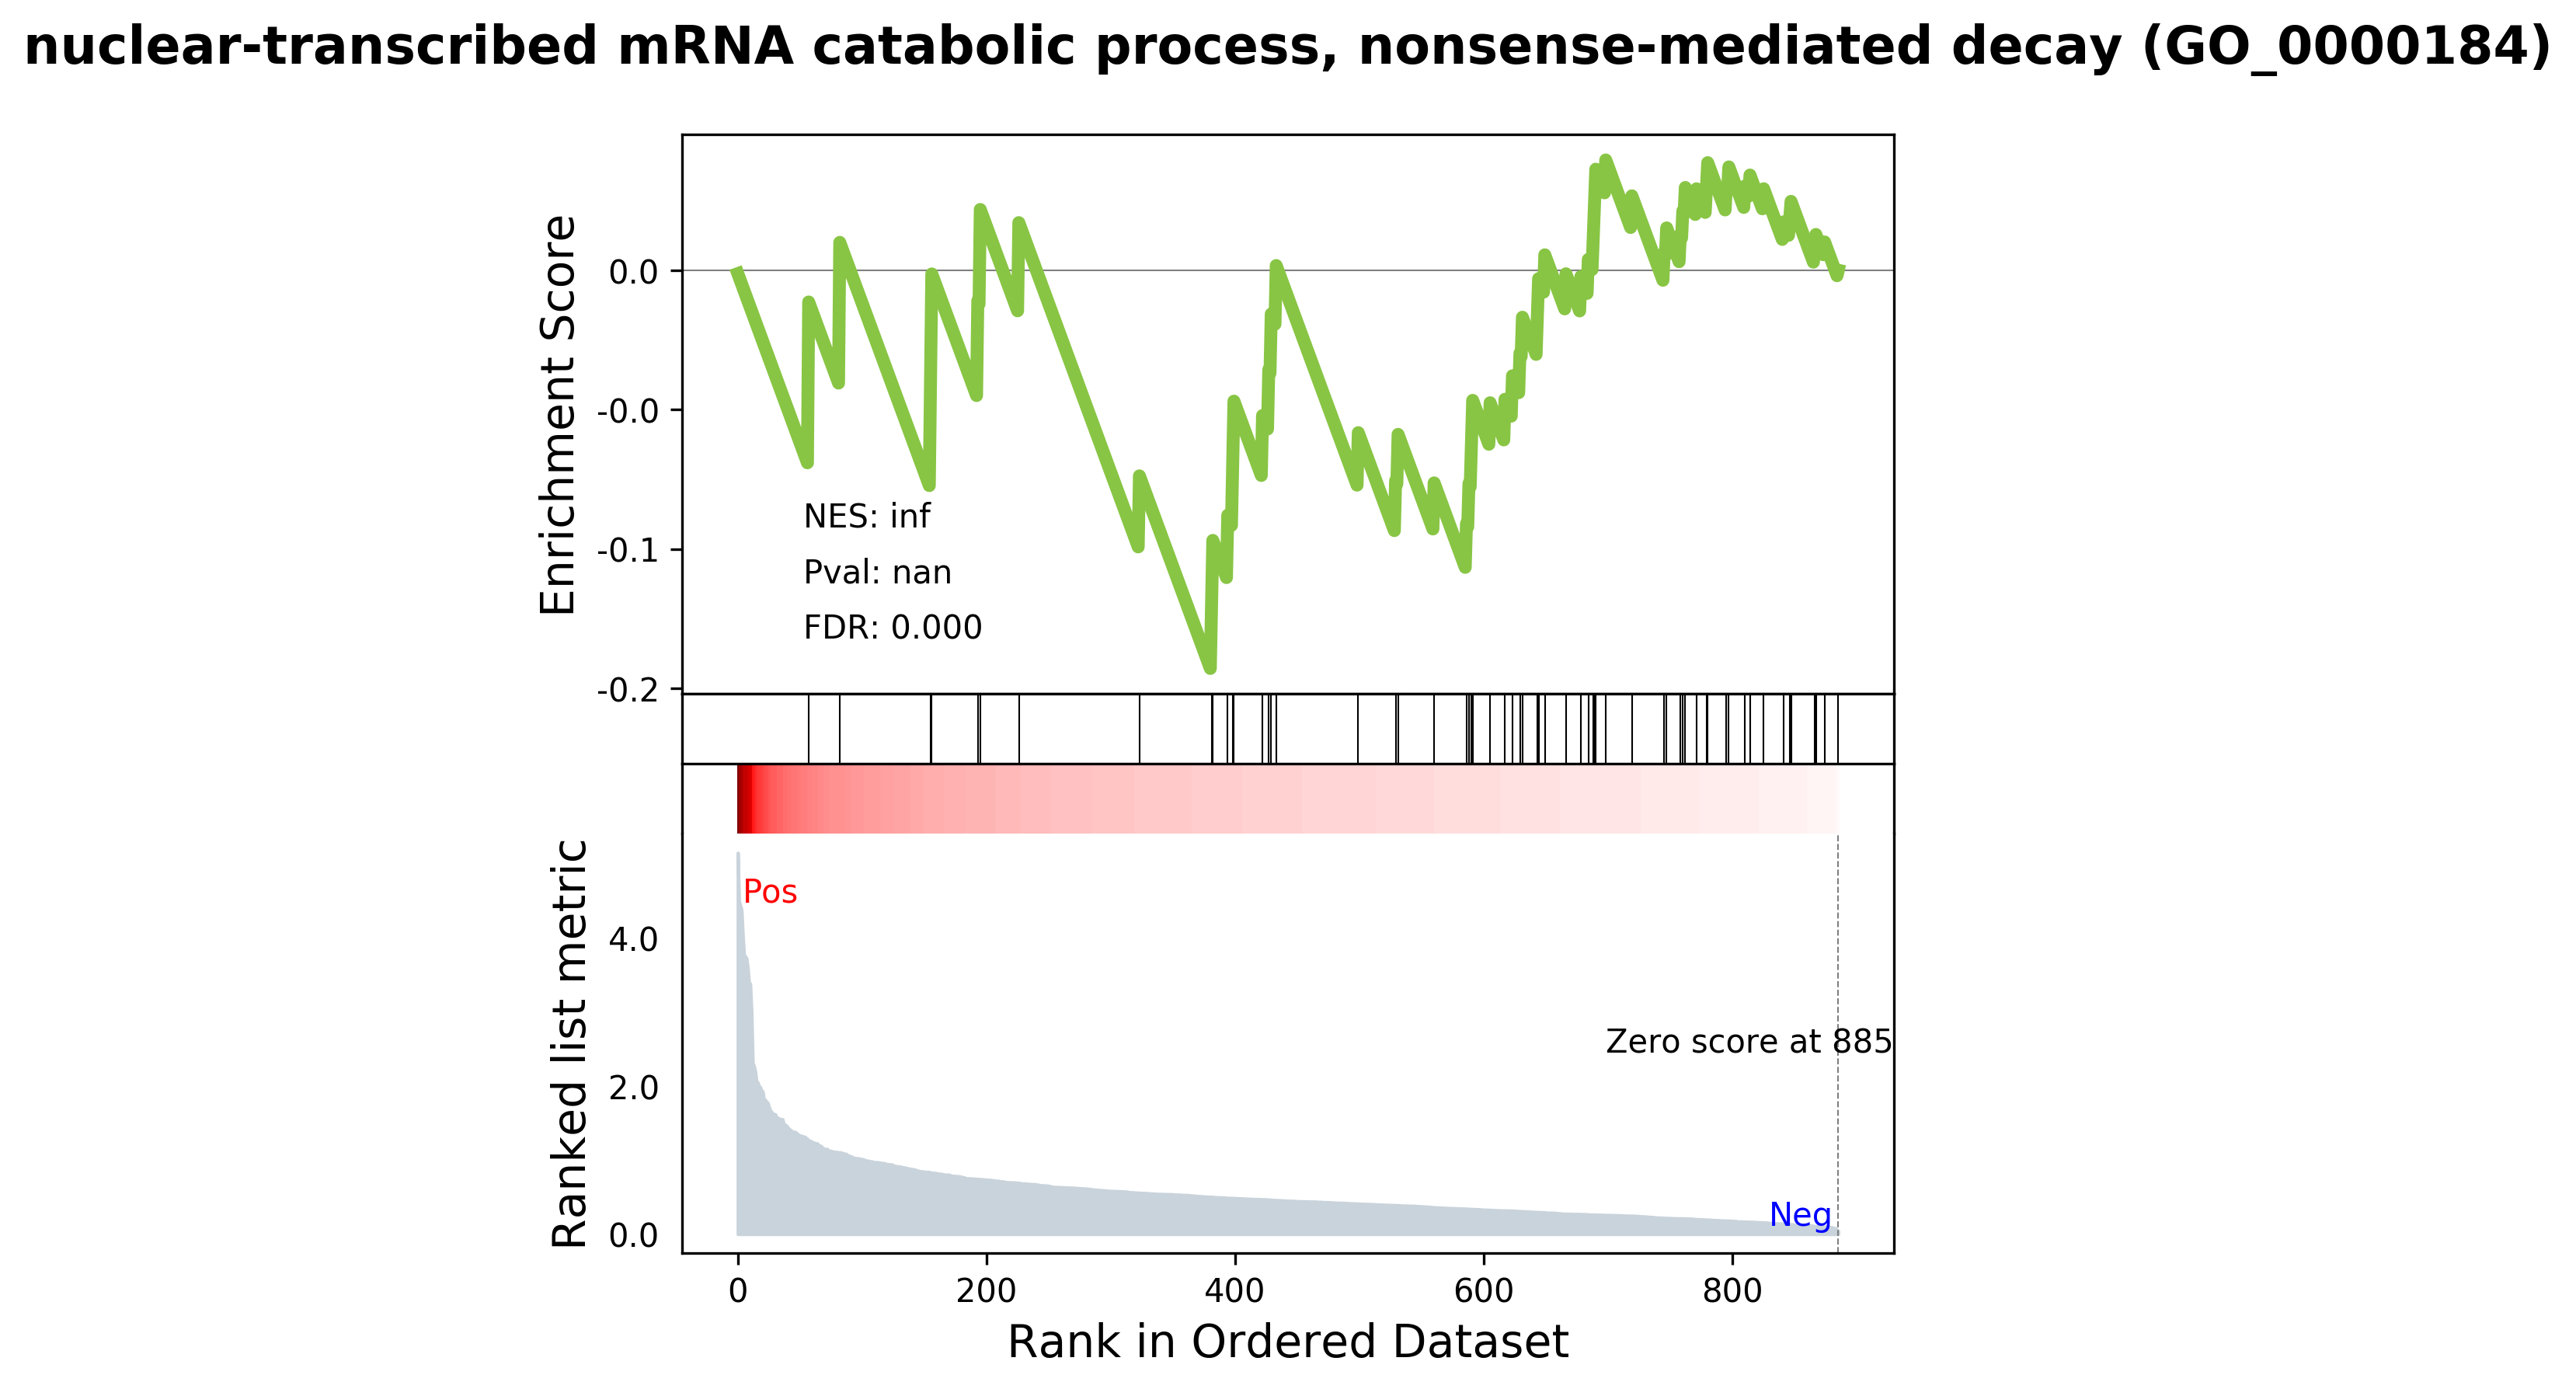 nuclear-transcribed mRNA catabolic process, nonsense-mediated decay (GO_0000184)
Enrichment Score
0.0
-0.0
-0.1
-0.2
NES: inf
Pval: nan
FDR: 0.000
Ranked list metric
4.0
2.0
0.0
Pos
Zero score at 885
Neg
0 200 400 600 800
Rank in Ordered Dataset